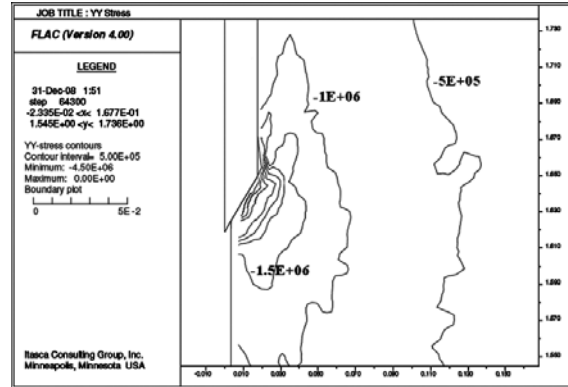 JOB TITLE : YY Stress
FLAC (Version 4.00)
LEGEND
31-Dec-08 1:51
step 64300
-2.335E-02 <x< 1.677E-01
1.545E+00 <y< 1.736E+00
YY-stress contours
Contour interval= 5.00E+05
Minimum: -4.50E+06
Maximum: 0.00E+00
Boundary plot
0 5E -2
Itasca Consulting Group, Inc.
Minneapolis, Minnesota USA
-1E+06
-5E+05
-1.5E+06